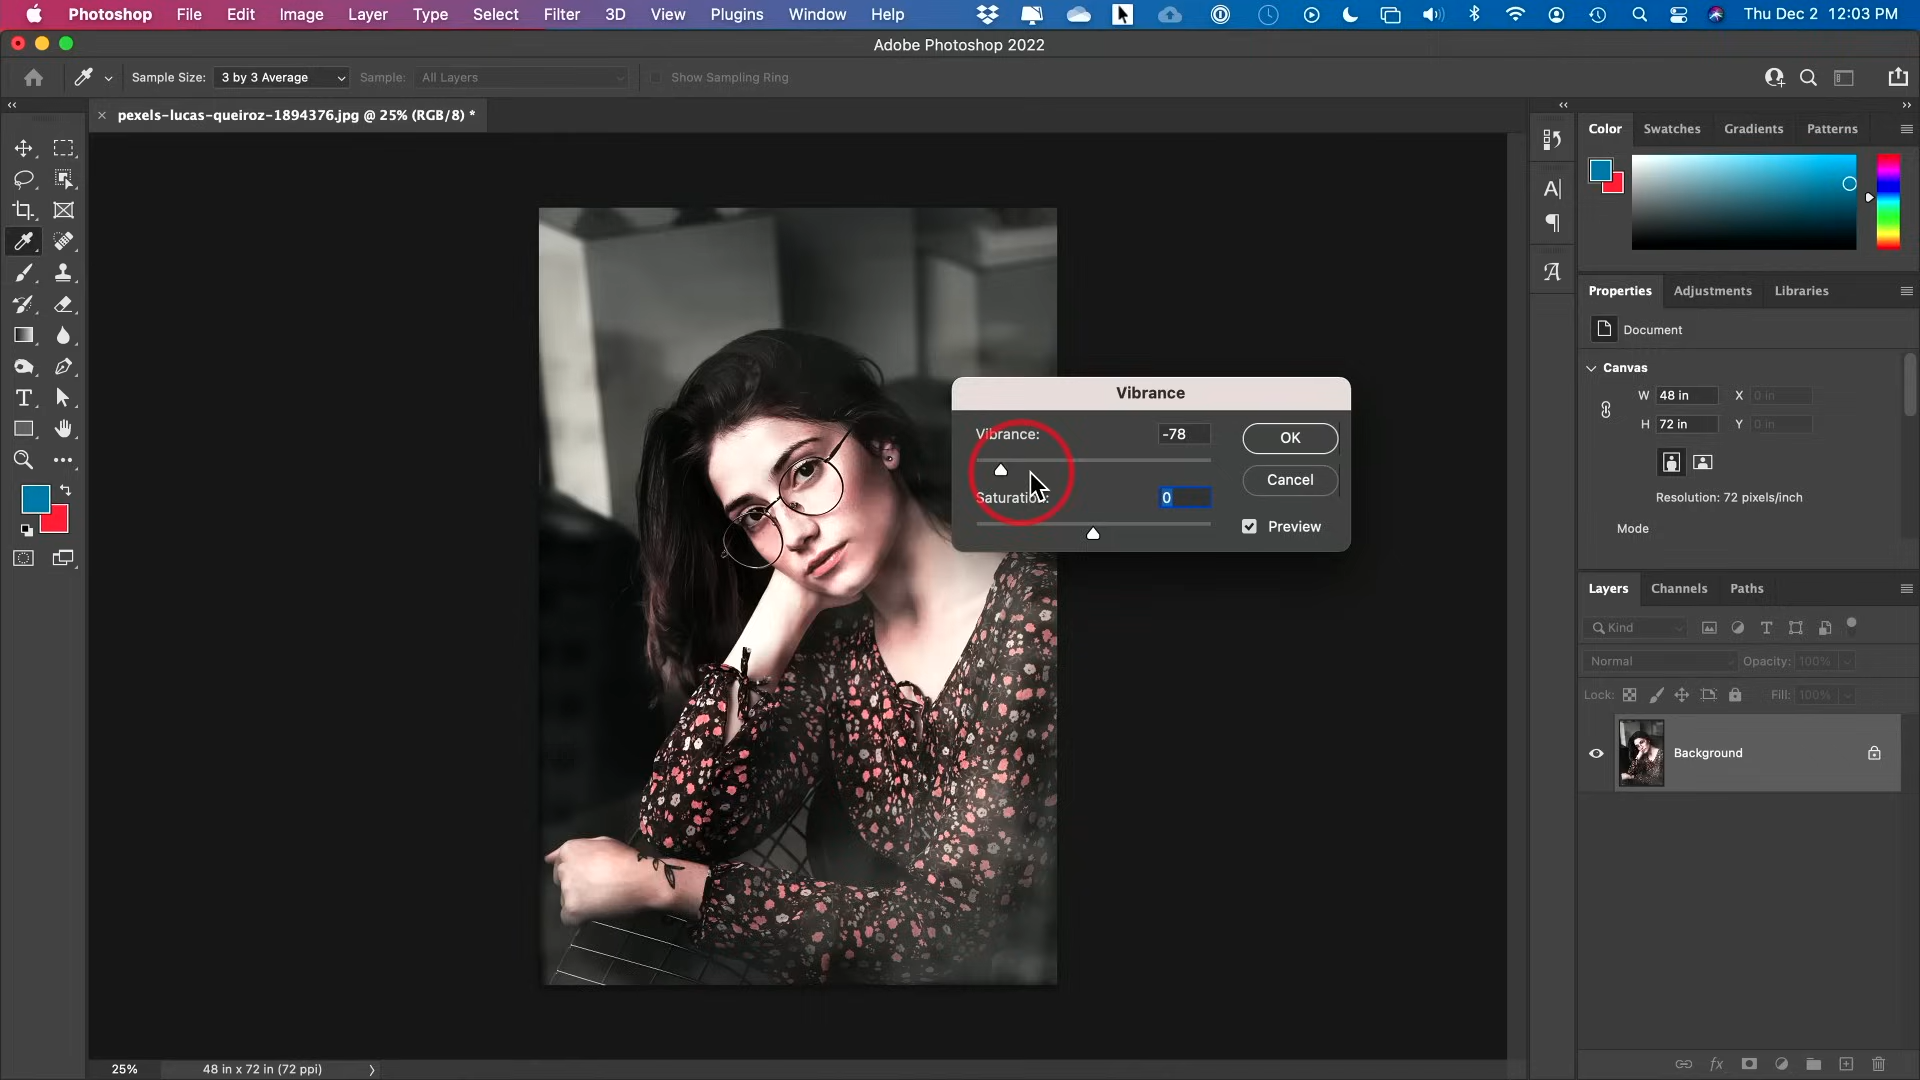 Photoshop File Edit Image Layer Type Select Filter 3D View Plugins Window Help Thu Dec 2 12:03 PM
Adobe Photoshop 2022
Sample Size: 3 by 3 Average Sample: All Layers Show Sampling Ring
pexels-lucas-queiroz-1894376.jpg @ 25% (RGB/8) *
Color Swatches Gradients Patterns
Properties Adjustments Libraries
Document
Canvas
W 48 in X 0 in
H 72 in Y 0 in
Resolution: 72 pixels/inch
Mode
Vibrance
Vibrance: -78
OK
Cancel
Saturation: 0
Preview
Layers Channels Paths
Kind
Normal Opacity: 100%
Lock: Fill: 100%
Background
25% 48 in x 72 in (72 ppi)